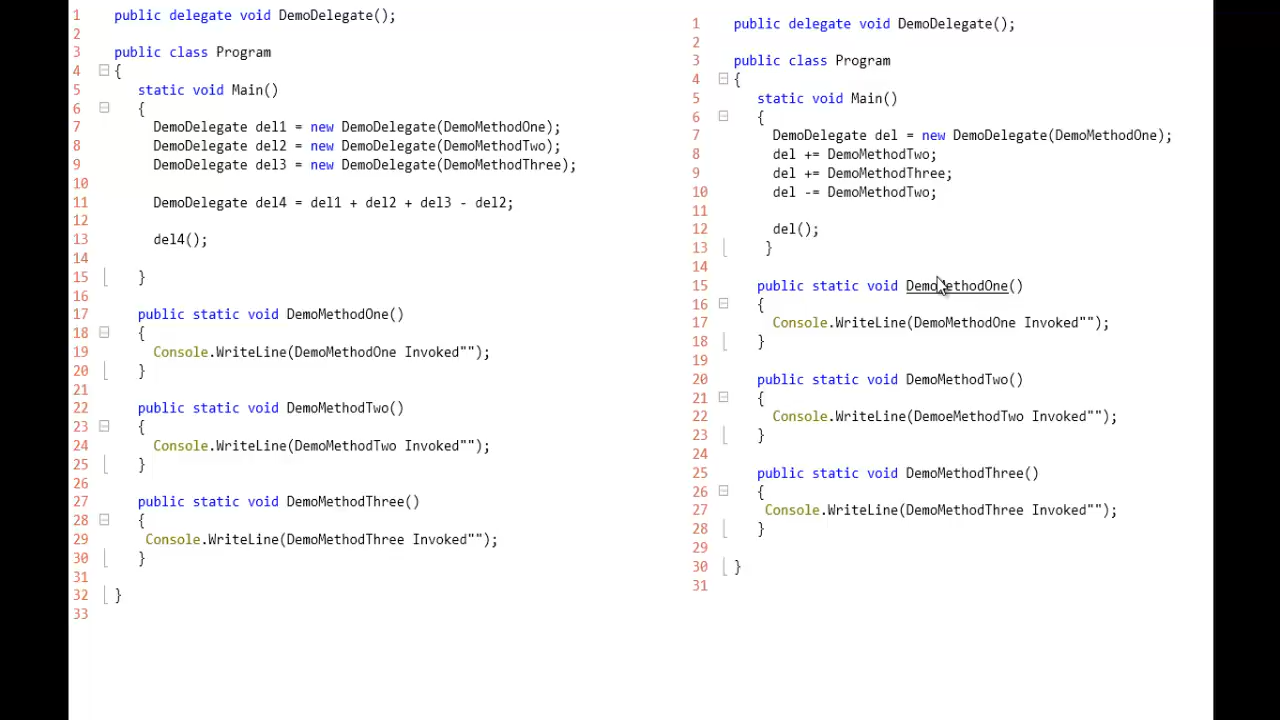 1 public delegate void DemoDelegate();
2
3 public class Program
4 {
5 static void Main()
6 {
7 DemoDelegate del1 = new DemoDelegate(DemoMethodOne);
8 DemoDelegate del2 = new DemoDelegate(DemoMethodTwo);
9 DemoDelegate del3 = new DemoDelegate(DemoMethodThree);
10
11 DemoDelegate del4 = del1 + del2 + del3 - del2;
12
13 del4();
14
15 }
16
17 public static void DemoMethodOne()
18 {
19 Console.WriteLine(DemoMethodOne Invoked"");
20 }
21
22 public static void DemoMethodTwo()
23 {
24 Console.WriteLine(DemoMethodTwo Invoked"");
25 }
26
27 public static void DemoMethodThree()
28 {
29 Console.WriteLine(DemoMethodThree Invoked"");
30 }
31
32 }
33
1 public delegate void DemoDelegate();
2
3 public class Program
4 {
5 static void Main()
6 {
7 DemoDelegate del = new DemoDelegate(DemoMethodOne);
8 del += DemoMethodTwo;
9 del += DemoMethodThree;
10 del -= DemoMethodTwo;
11
12 del();
13 }
14
15 public static void DemoMethodOne()
16 {
17 Console.WriteLine(DemoMethodOne Invoked"");
18 }
19
20 public static void DemoMethodTwo()
21 {
22 Console.WriteLine(DemoeMethodTwo Invoked"");
23 }
24
25 public static void DemoMethodThree()
26 {
27 Console.WriteLine(DemoMethodThree Invoked"");
28 }
29
30 }
31